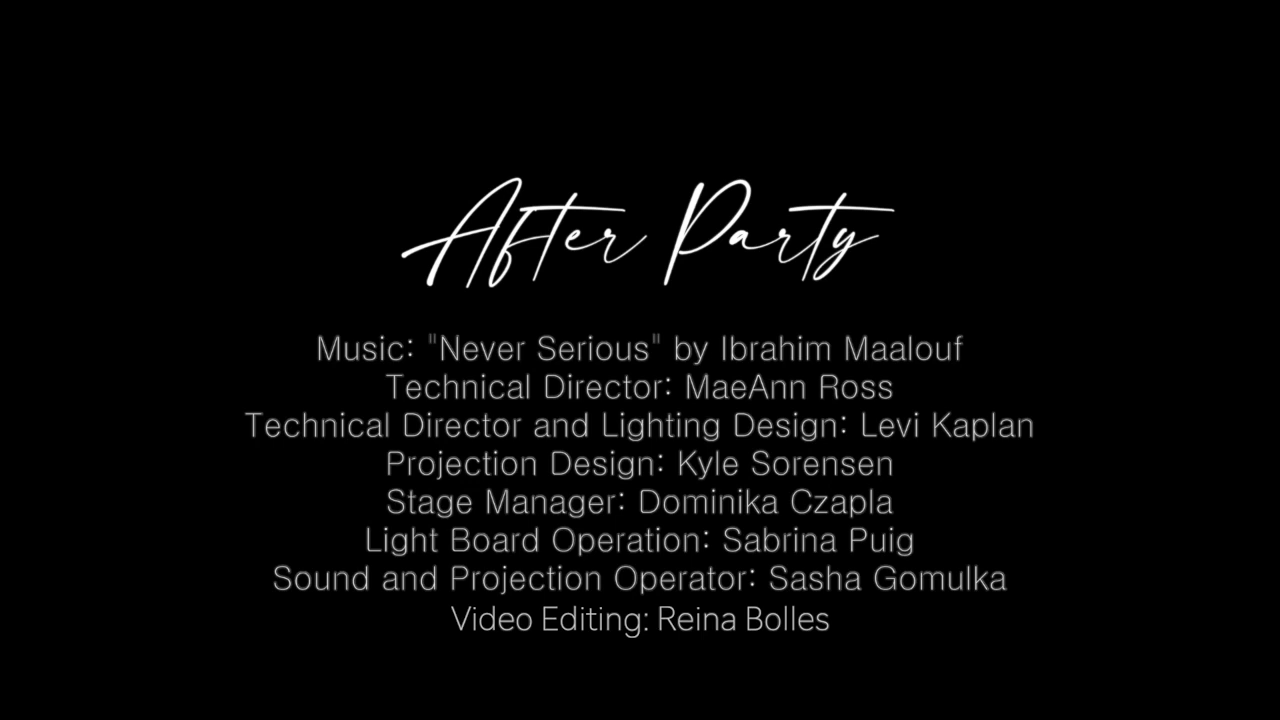 After Party
Music: "Never Serious" by Ibrahim Maalouf
Technical Director: MaeAnn Ross
Technical Director and Lighting Design: Levi Kaplan
Projection Design: Kyle Sorensen
Stage Manager: Dominika Czapla
Light Board Operation: Sabrina Puig
Sound and Projection Operator: Sasha Gomulka
Video Editing: Reina Bolles